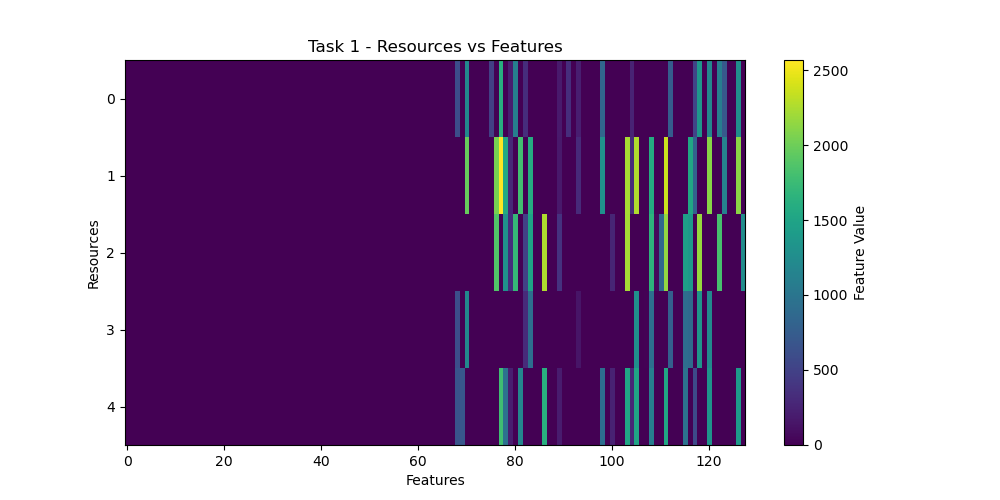 Task 1 - Resources vs Features
Resources
0
1
2
3
4
0 20 40 60 80 100 120
Features
2500
2000
1500
1000
500
0
Feature Value